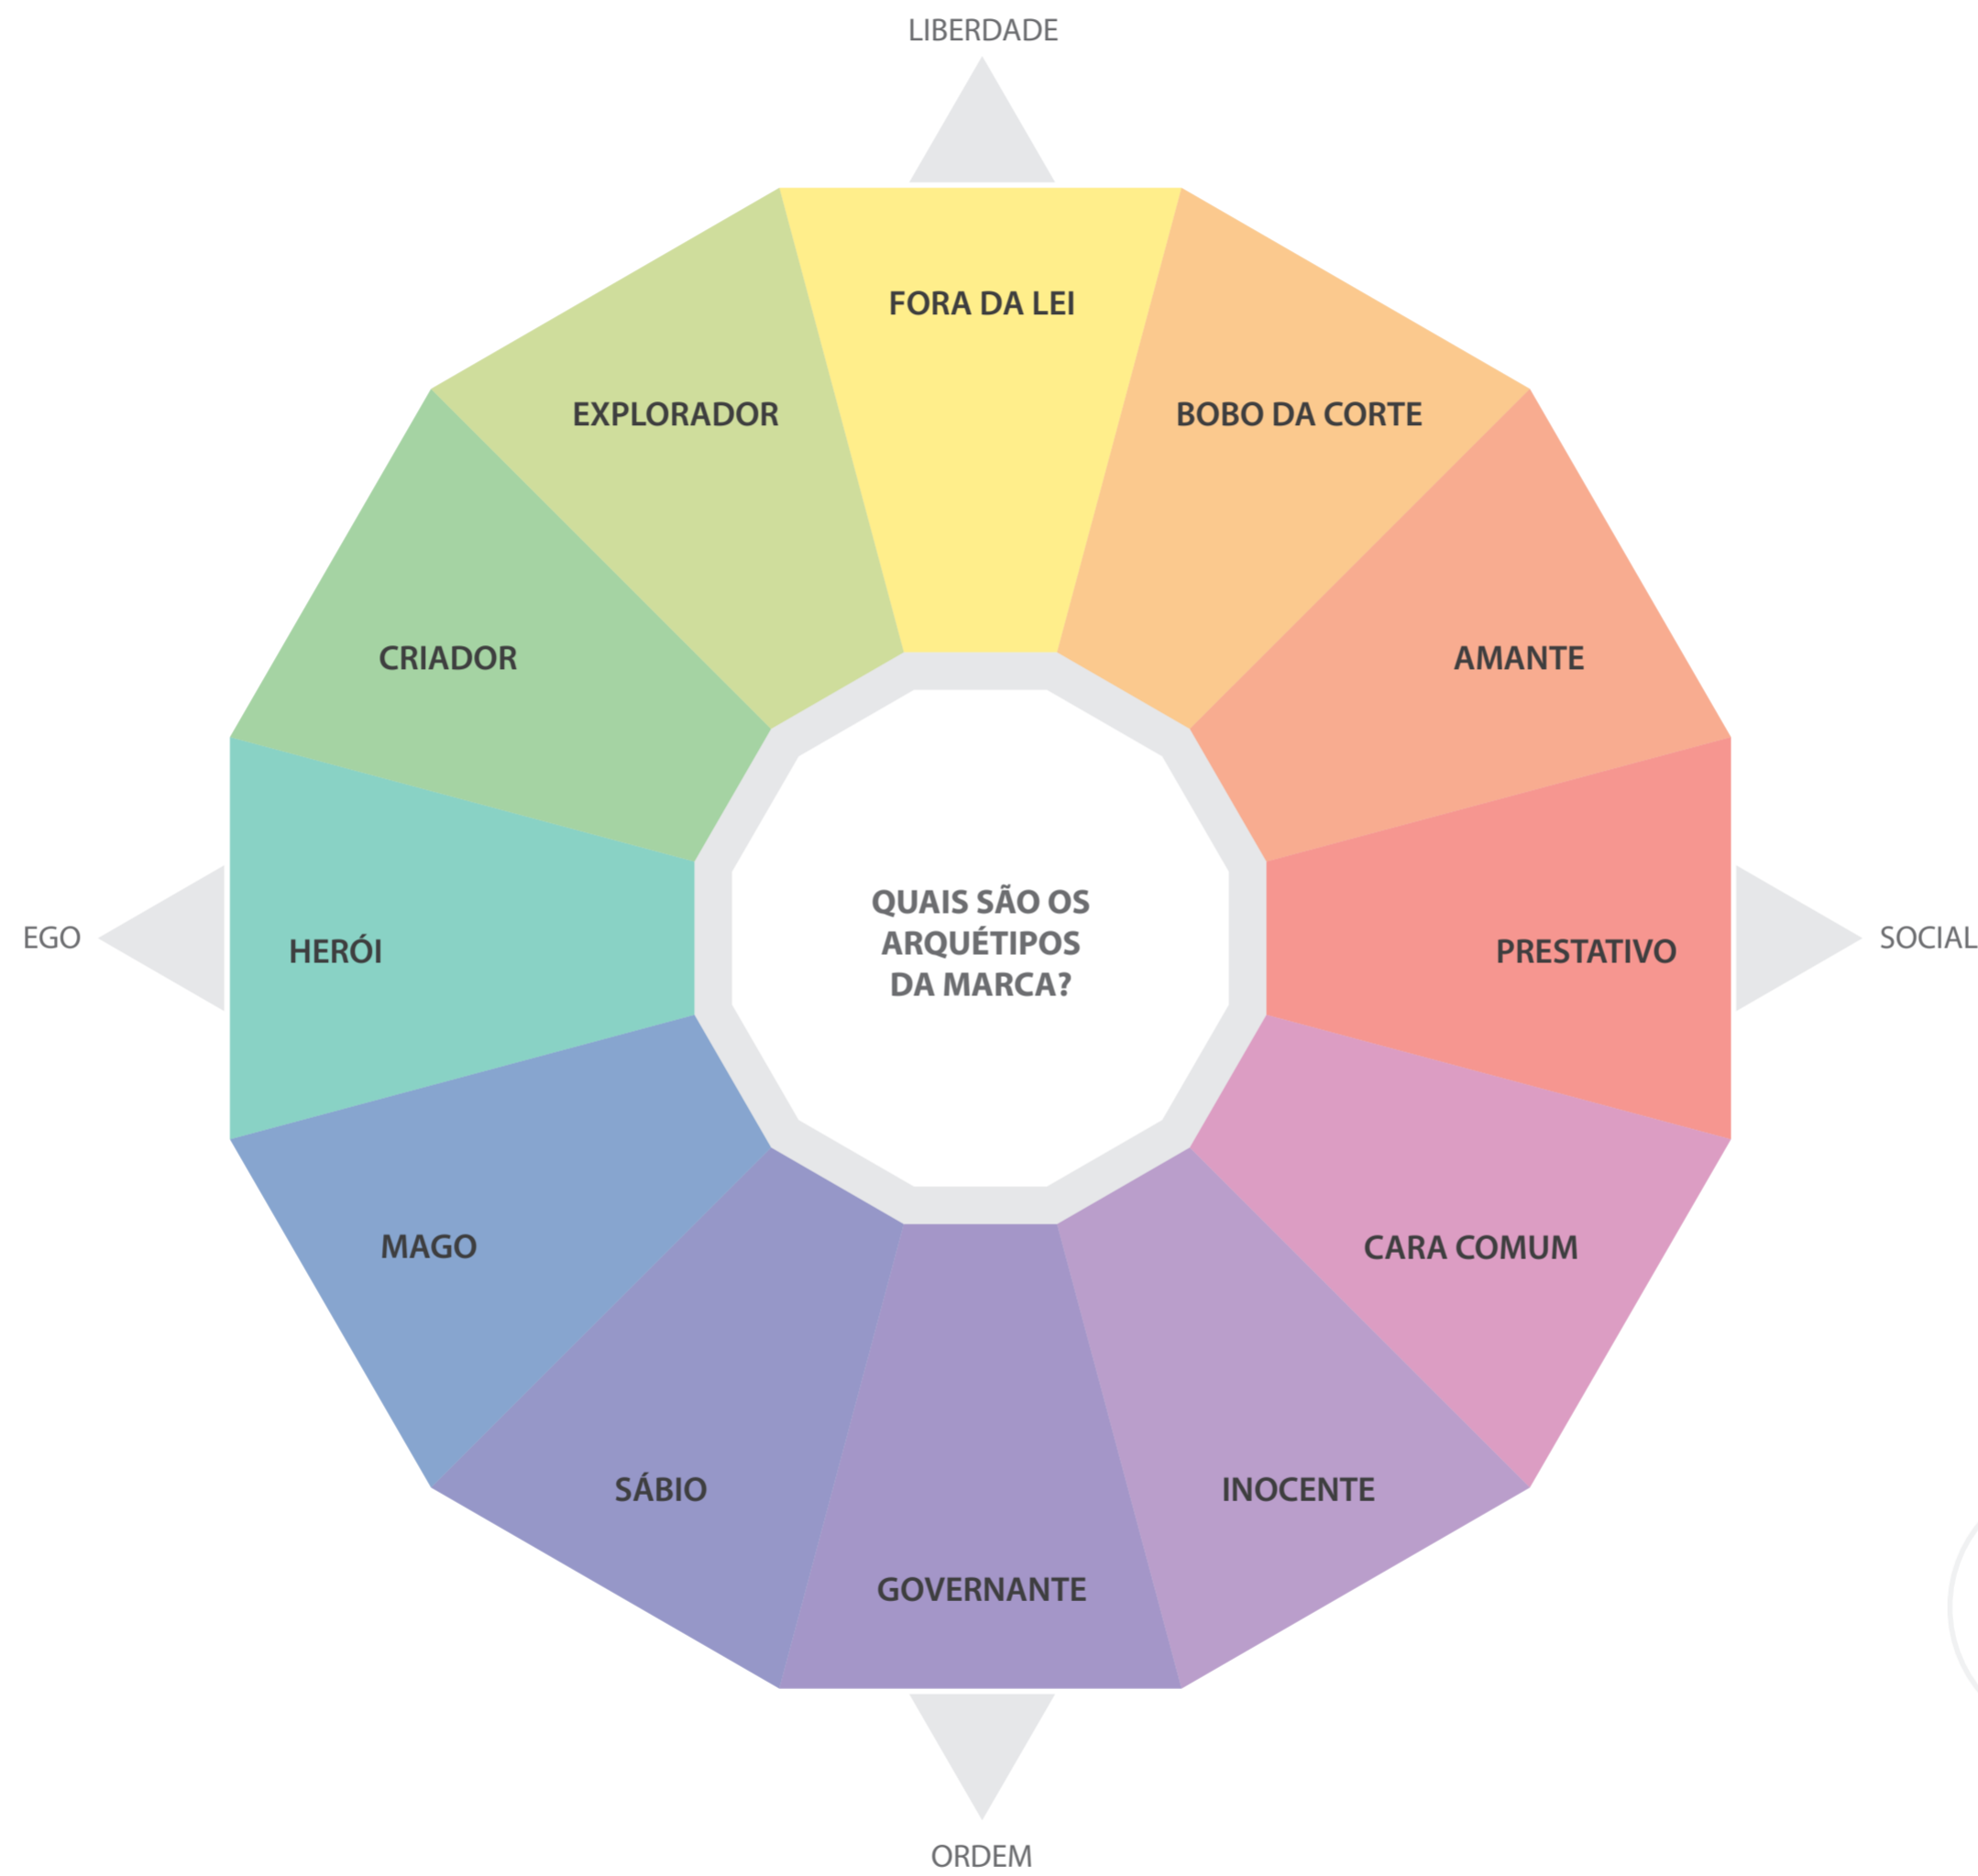 LIBERDADE
FORA DA LEI
EXPLORADOR
BOBO DA CORTE
CRIADOR
AMANTE
QUAIS SÃO OS
ARQUÉTIPOS
DA MARCA?
EGO
HERÓI
PRESTATIVO
SOCIAL
MAGO
CARA COMUM
SÁBIO
INOCENTE
GOVERNANTE
ORDEM